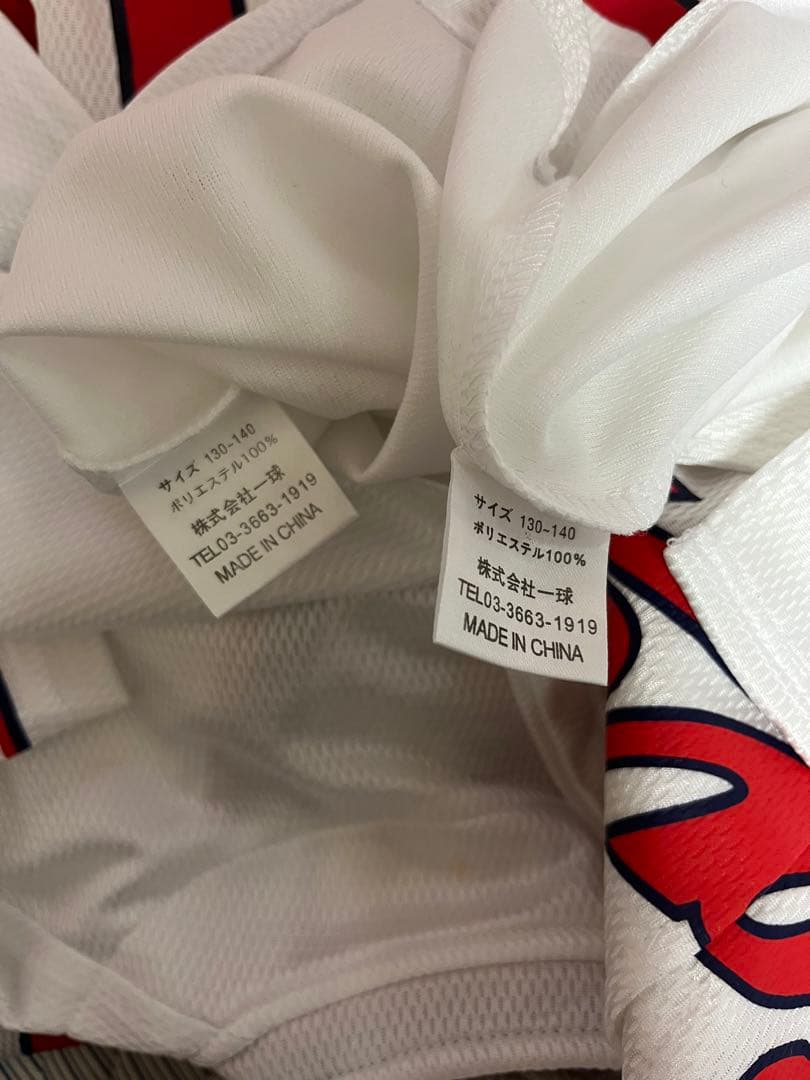 サイズ 130-140
ポリエステル100%
株式会社一球
TEL03-3663-1919
MADE IN CHINA
サイズ 130-140
ポリエステル100%
株式会社一球
TEL03-3663-1919
MADE IN CHINA